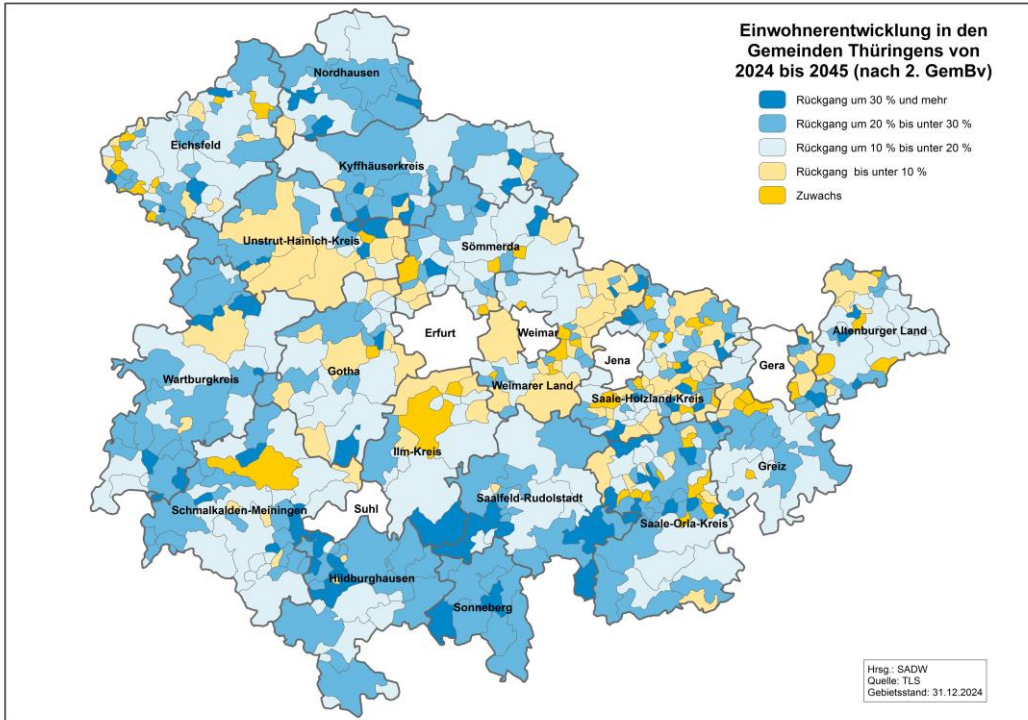 Einwohnerentwicklung in den
Gemeinden Thüringens von
2024 bis 2045 (nach 2. GemBv)
Rückgang um 30 % und mehr
Rückgang um 20 % bis unter 30 %
Rückgang um 10 % bis unter 20 %
Rückgang bis unter 10 %
Zuwachs
Nordhausen
Eichsfeld
Kyffhäuserkreis
Unstrut-Hainich-Kreis
Sömmerda
Erfurt
Weimar
Jena
Gera
Altenburger Land
Wartburgkreis
Gotha
Weimarer Land
Saale-Holzland-Kreis
Ilm-Kreis
Greiz
Saalfeld-Rudolstadt
Suhl
Schmalkalden-Meiningen
Saale-Orla-Kreis
Hildburghausen
Sonneberg
Hrsg.: SADW
Quelle: TLS
Gebietsstand: 31.12.2024